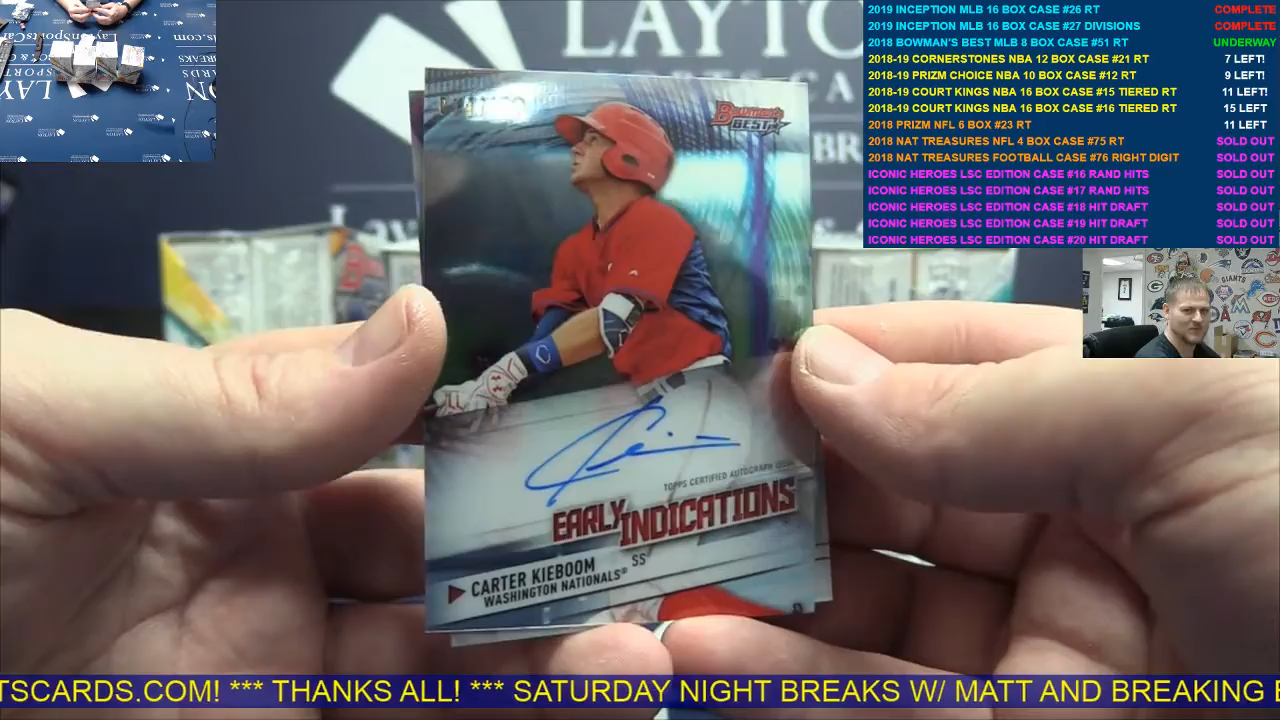 2019 INCEPTION MLB 16 BOX CASE #26 RT COMPLETE
2019 INCEPTION MLB 16 BOX CASE #27 DIVISIONS COMPLETE
2018 BOWMAN'S BEST MLB 8 BOX CASE #51 RT UNDERWAY
2018-19 CORNERSTONES NBA 12 BOX CASE #21 RT 7 LEFT!
2018-19 PRIZM CHOICE NBA 10 BOX CASE #12 RT 9 LEFT!
2018-19 COURT KINGS NBA 16 BOX CASE #15 TIERED RT 11 LEFT!
2018-19 COURT KINGS NBA 16 BOX CASE #16 TIERED RT 15 LEFT
2018 PRIZM NFL 6 BOX #23 RT 11 LEFT
2018 NAT TREASURES NFL 4 BOX CASE #75 RT SOLD OUT
2018 NAT TREASURES FOOTBALL CASE #76 RIGHT DIGIT SOLD OUT
ICONIC HEROES LSC EDITION CASE #16 RAND HITS SOLD OUT
ICONIC HEROES LSC EDITION CASE #17 RAND HITS SOLD OUT
ICONIC HEROES LSC EDITION CASE #18 HIT DRAFT SOLD OUT
ICONIC HEROES LSC EDITION CASE #19 HIT DRAFT SOLD OUT
ICONIC HEROES LSC EDITION CASE #20 HIT DRAFT SOLD OUT
LAYTO
BOWMAN'S
BEST
TOPPS CERTIFIED AUTOGRAPH ISSUE
EARLY INDICATIONS
CARTER KIEBOOM SS
WASHINGTON NATIONALS®
GIANTS
TSCARDS.COM! *** THANKS ALL! *** SATURDAY NIGHT BREAKS W/ MATT AND BREAKING